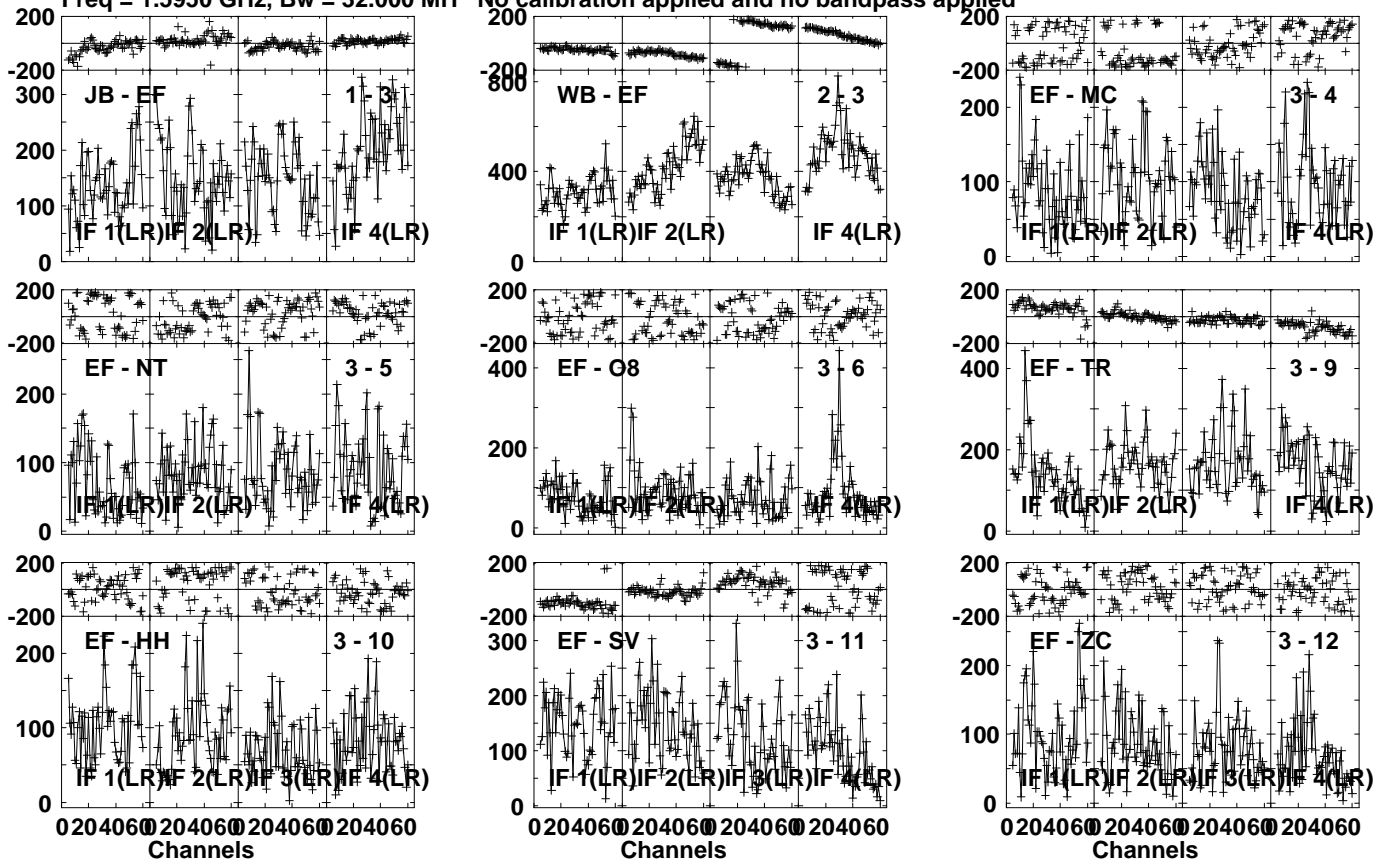 Freq = 1.5950 GHz, Bw = 32.000 MH No calibration applied and no bandpass applied
200
-200
JB - EF 1 - 3
300
200
100
0
IF 1(LR) IF 2(LR) IF 4(LR)
200
-200
WB - EF 2 - 3
800
400
0
IF 1(LR) IF 2(LR) IF 4(LR)
200
-200
EF - MC 3 - 4
200
100
0
IF 1(LR) IF 2(LR) IF 4(LR)
200
-200
EF - NT 3 - 5
200
100
0
IF 1(LR) IF 2(LR) IF 4(LR)
200
-200
EF - O8 3 - 6
400
200
0
IF 1(LR) IF 2(LR) IF 4(LR)
200
-200
EF - TR 3 - 9
400
200
0
IF 1(LR) IF 2(LR) IF 4(LR)
200
-200
EF - HH 3 - 10
200
100
0
IF 1(LR) IF 2(LR) IF 3(LR) IF 4(LR)
0 20 40 60 0 20 40 60 0 20 40 60 0 20 40 60
Channels
200
-200
EF - SV 3 - 11
300
200
100
0
IF 1(LR) IF 2(LR) IF 3(LR) IF 4(LR)
0 20 40 60 0 20 40 60 0 20 40 60 0 20 40 60
Channels
200
-200
EF - ZC 3 - 12
200
100
0
IF 1(LR) IF 2(LR) IF 3(LR) IF 4(LR)
0 20 40 60 0 20 40 60 0 20 40 60 0 20 40 60
Channels